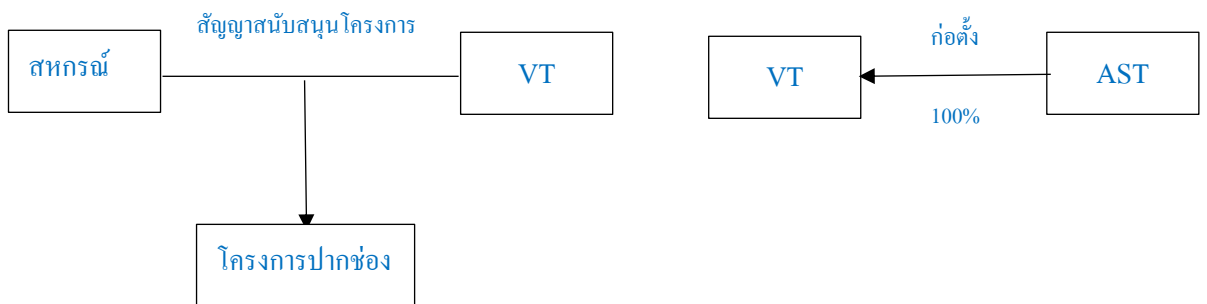 สัญญาสนับสนุนโครงการ
สหกรณ์
VT
โครงการปากช่อง
ก่อตั้ง
VT
AST
100%